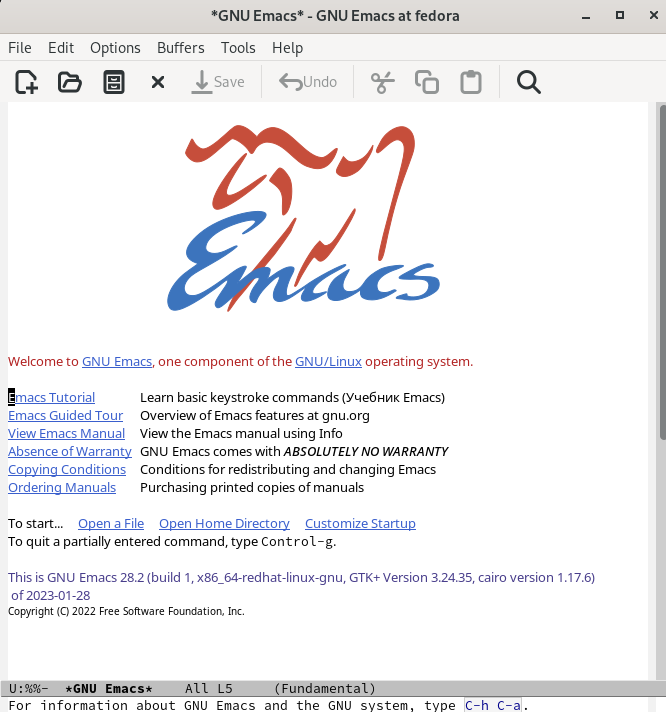 *GNU Emacs* - GNU Emacs at fedora
File Edit Options Buffers Tools Help
Save Undo
Emacs
Welcome to GNU Emacs, one component of the GNU/Linux operating system.
Emacs Tutorial Learn basic keystroke commands (Учебник Emacs)
Emacs Guided Tour Overview of Emacs features at gnu.org
View Emacs Manual View the Emacs manual using Info
Absence of Warranty GNU Emacs comes with ABSOLUTELY NO WARRANTY
Copying Conditions Conditions for redistributing and changing Emacs
Ordering Manuals Purchasing printed copies of manuals
To start... Open a File Open Home Directory Customize Startup
To quit a partially entered command, type Control-g.
This is GNU Emacs 28.2 (build 1, x86_64-redhat-linux-gnu, GTK+ Version 3.24.35, cairo version 1.17.6)
of 2023-01-28
Copyright (C) 2022 Free Software Foundation, Inc.
U:%%- *GNU Emacs* All L5 (Fundamental)
For information about GNU Emacs and the GNU system, type C-h C-a.